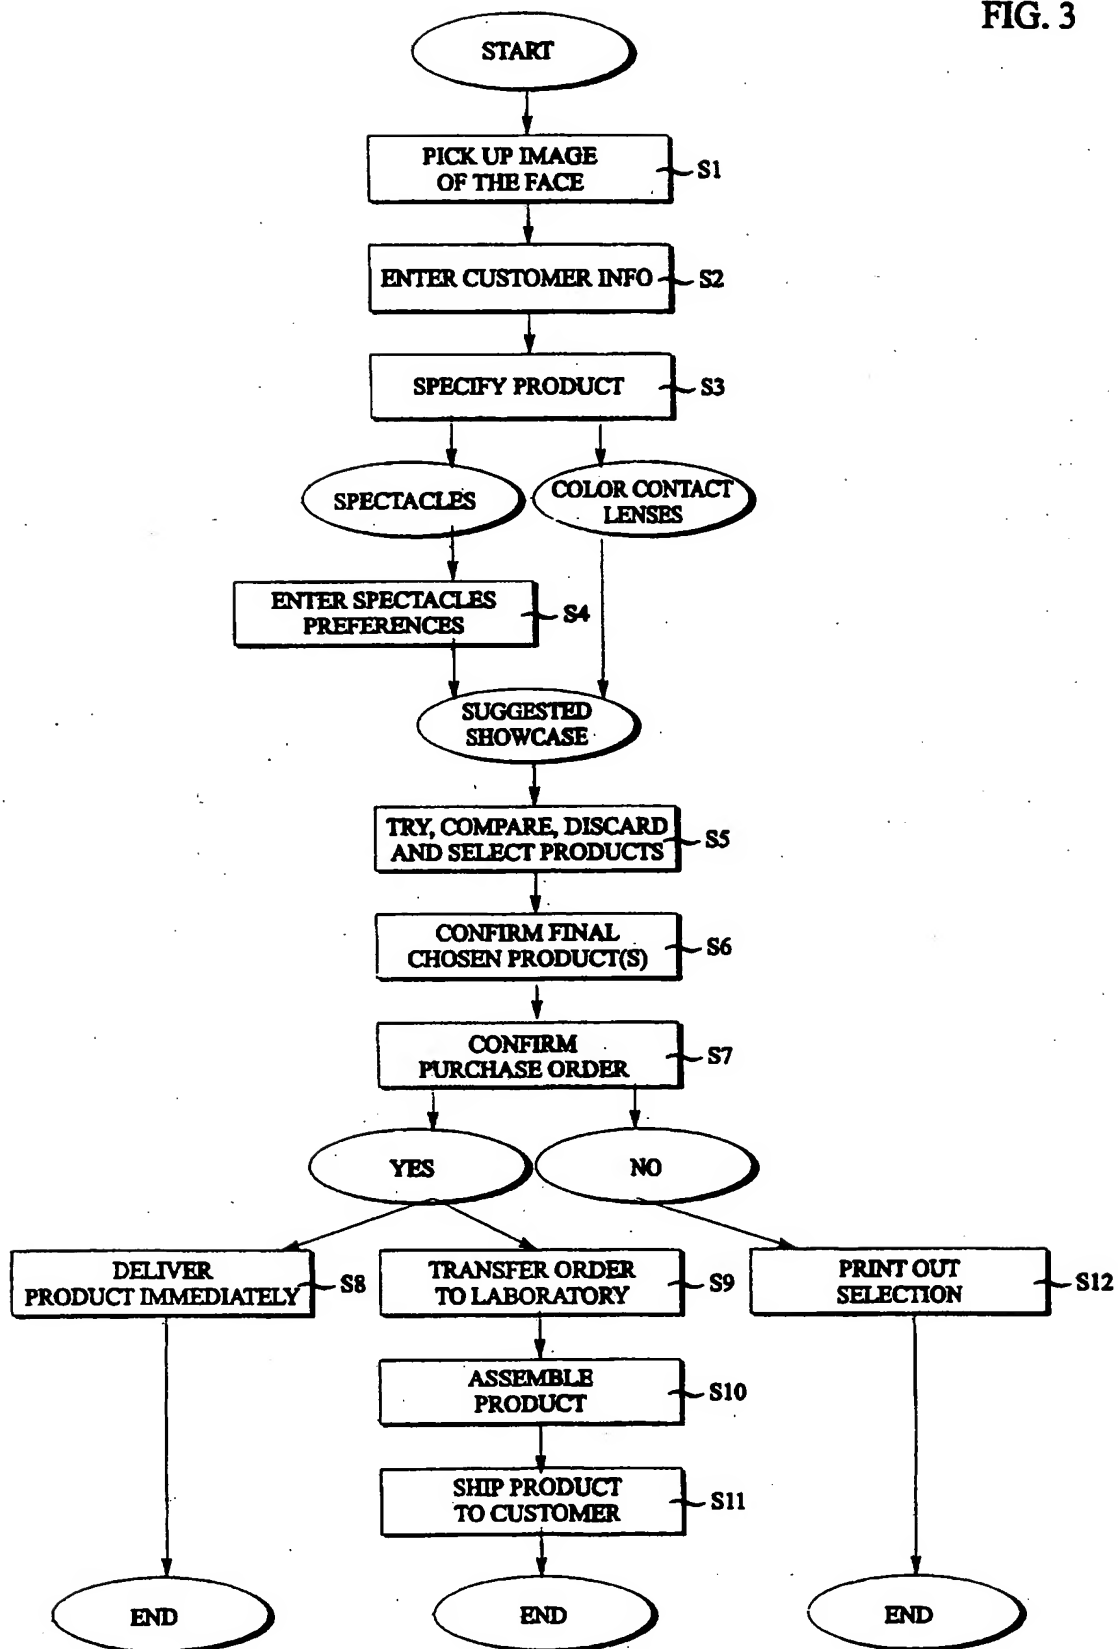 FIG. 3
START
PICK UP IMAGE
OF THE FACE
S1
ENTER CUSTOMER INFO
S2
SPECIFY PRODUCT
S3
SPECTACLES
COLOR CONTACT
LENSES
ENTER SPECTACLES
PREFERENCES
S4
SUGGESTED
SHOWCASE
TRY, COMPARE, DISCARD
AND SELECT PRODUCTS
S5
CONFIRM FINAL
CHOSEN PRODUCT(S)
S6
CONFIRM
PURCHASE ORDER
S7
YES
NO
DELIVER
PRODUCT IMMEDIATELY
S8
TRANSFER ORDER
TO LABORATORY
S9
PRINT OUT
SELECTION
S12
ASSEMBLE
PRODUCT
S10
SHIP PRODUCT
TO CUSTOMER
S11
END
END
END